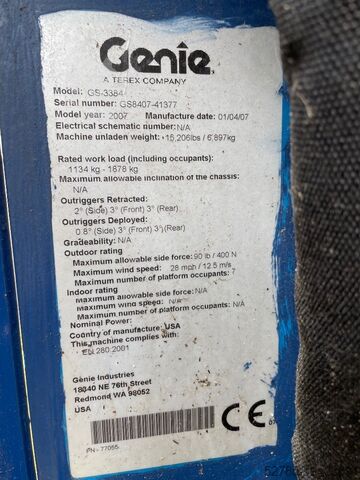 Genie
A TEREX COMPANY
Model: GS-3384
Serial number: GS8407-41377
Model year: 2007 Manufacture date: 01/04/07
Electrical schematic number: N/A
Machine unladen weight: 15,206lbs / 6,897kg
Rated work load (including occupants):
1134 kg - 1878 kg
Maximum allowable inclination of the chassis:
N/A
Outriggers Retracted:
2° (Side) 3° (Front) 3° (Rear)
Outriggers Deployed:
0.8° (Side) 3° (Front) 3° (Rear)
Gradeability: N/A
Outdoor rating
Maximum allowable side force: 90 lb / 400 N
Maximum wind speed: 28 mph / 12.5 m/s
Maximum number of platform occupants: 7
Indoor rating
Maximum allowable side force: N/A
Maximum wind speed: N/A
Maximum number of platform occupants: N/A
Nominal Power:
Country of manufacture: USA
This machine complies with:
280:2001
Genie Industries
18340 NE 76th Street
Redmond WA 98052
USA
CE
07
PN - 77055